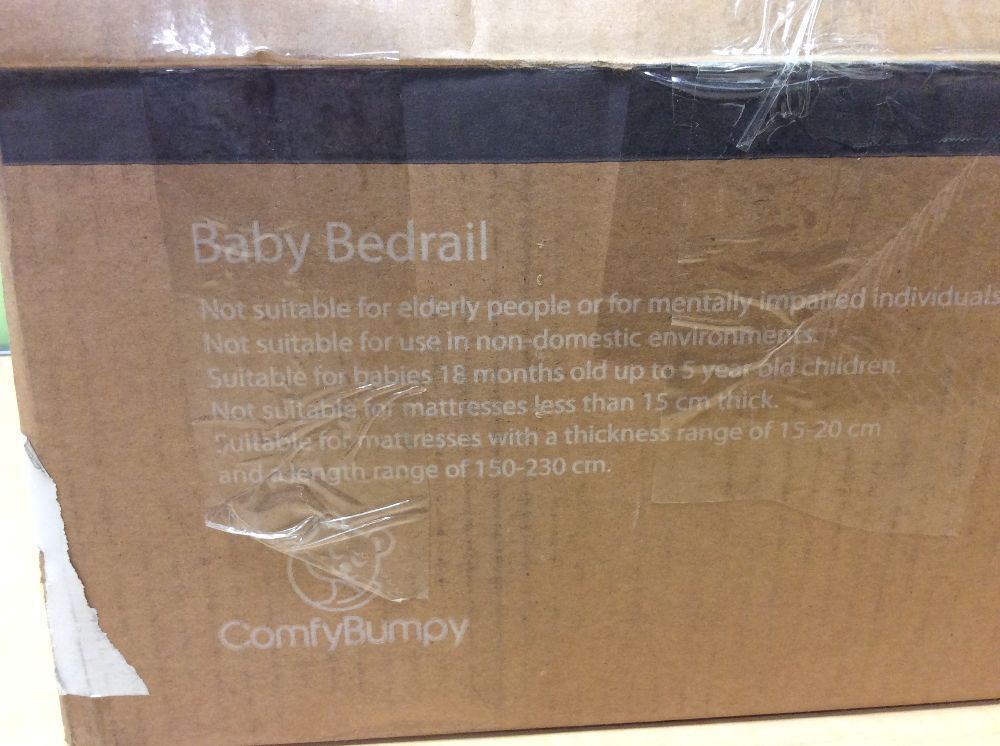 Baby Bedrail
Not suitable for elderly people or for mentally impaired individuals
Not suitable for use in non-domestic environments.
Suitable for babies 18 months old up to 5 year old children.
Not suitable for mattresses less than 15 cm thick.
Suitable for mattresses with a thickness range of 15-20 cm
and a length range of 150-230 cm.
ComfyBumpy